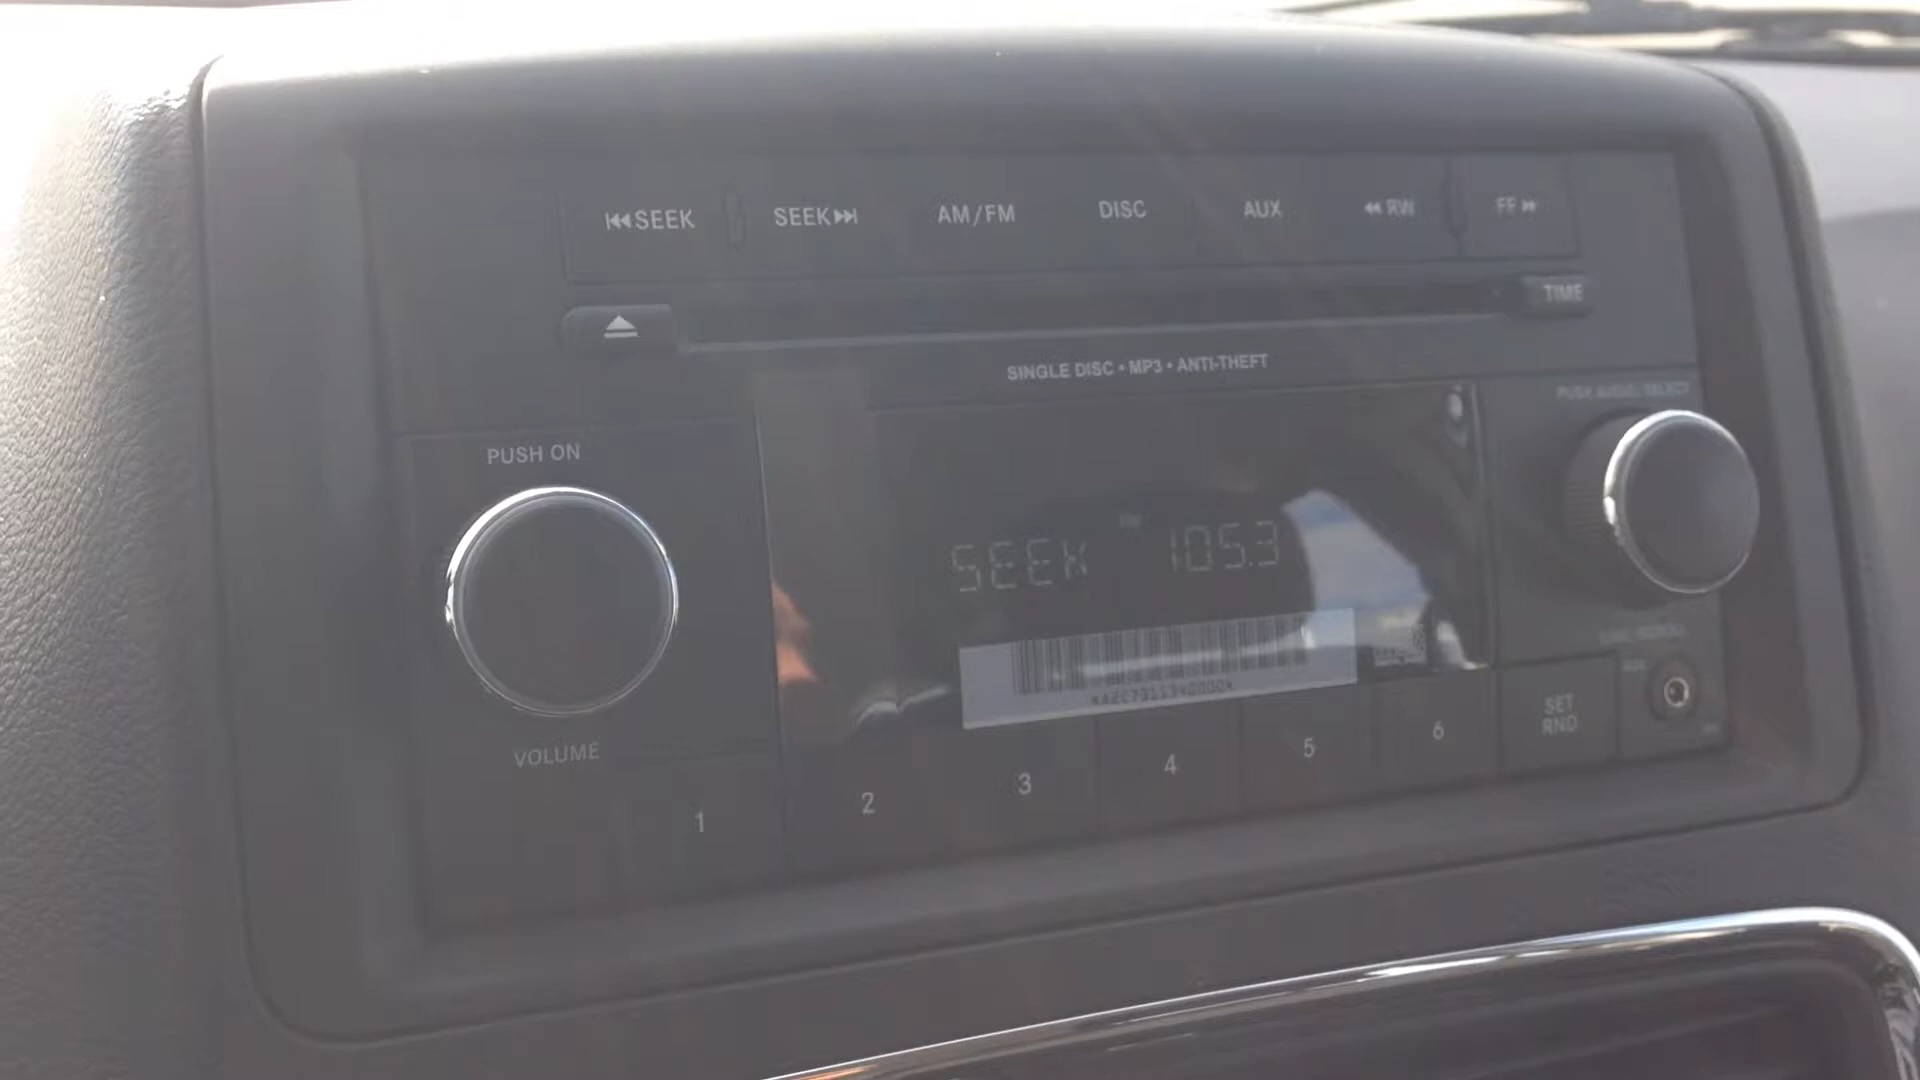 ⏮SEEK SEEK⏭ AM/FM DISC AUX ◀◀ RW FF ▶▶
TIME
SINGLE DISC • MP3 • ANTI-THEFT
PUSH AUDIO/SELECT
PUSH ON
FM
SEEK 105.3
VOLUME
AUX
SET
RND
1 2 3 4 5 6